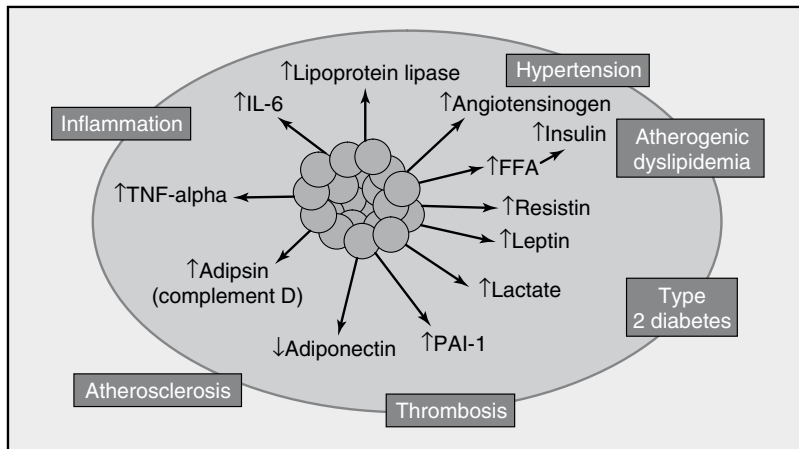 Hypertension
↑Lipoprotein lipase
↑IL-6
↑Angiotensinogen
Inflammation
↑Insulin
Atherogenic
dyslipidemia
↑FFA
↑TNF-alpha
↑Resistin
↑Leptin
↑Adipsin
(complement D)
↑Lactate
Type
2 diabetes
↓Adiponectin
↑PAI-1
Atherosclerosis
Thrombosis